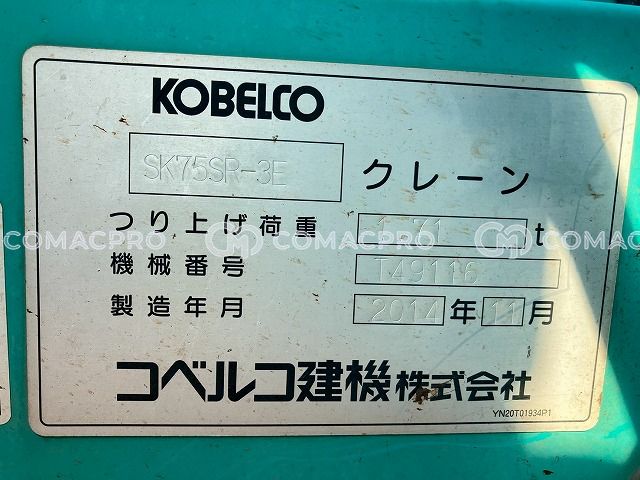 KOBELCO
SK75SR-3E クレーン
つり上げ荷重 t
機械番号 T49116
製造年月 2014年11月
コベルコ建機株式会社
YN20T01934P1
COMACPRO COMACPRO COMACPRO